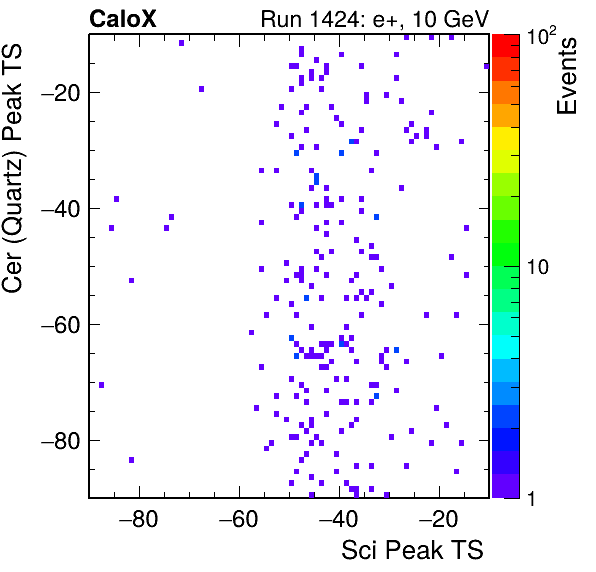 CaloX Run 1424: e+, 10 GeV
10²
10
1
Events
Cer (Quartz) Peak TS
−20
−40
−60
−80
−80 −60 −40 −20
Sci Peak TS